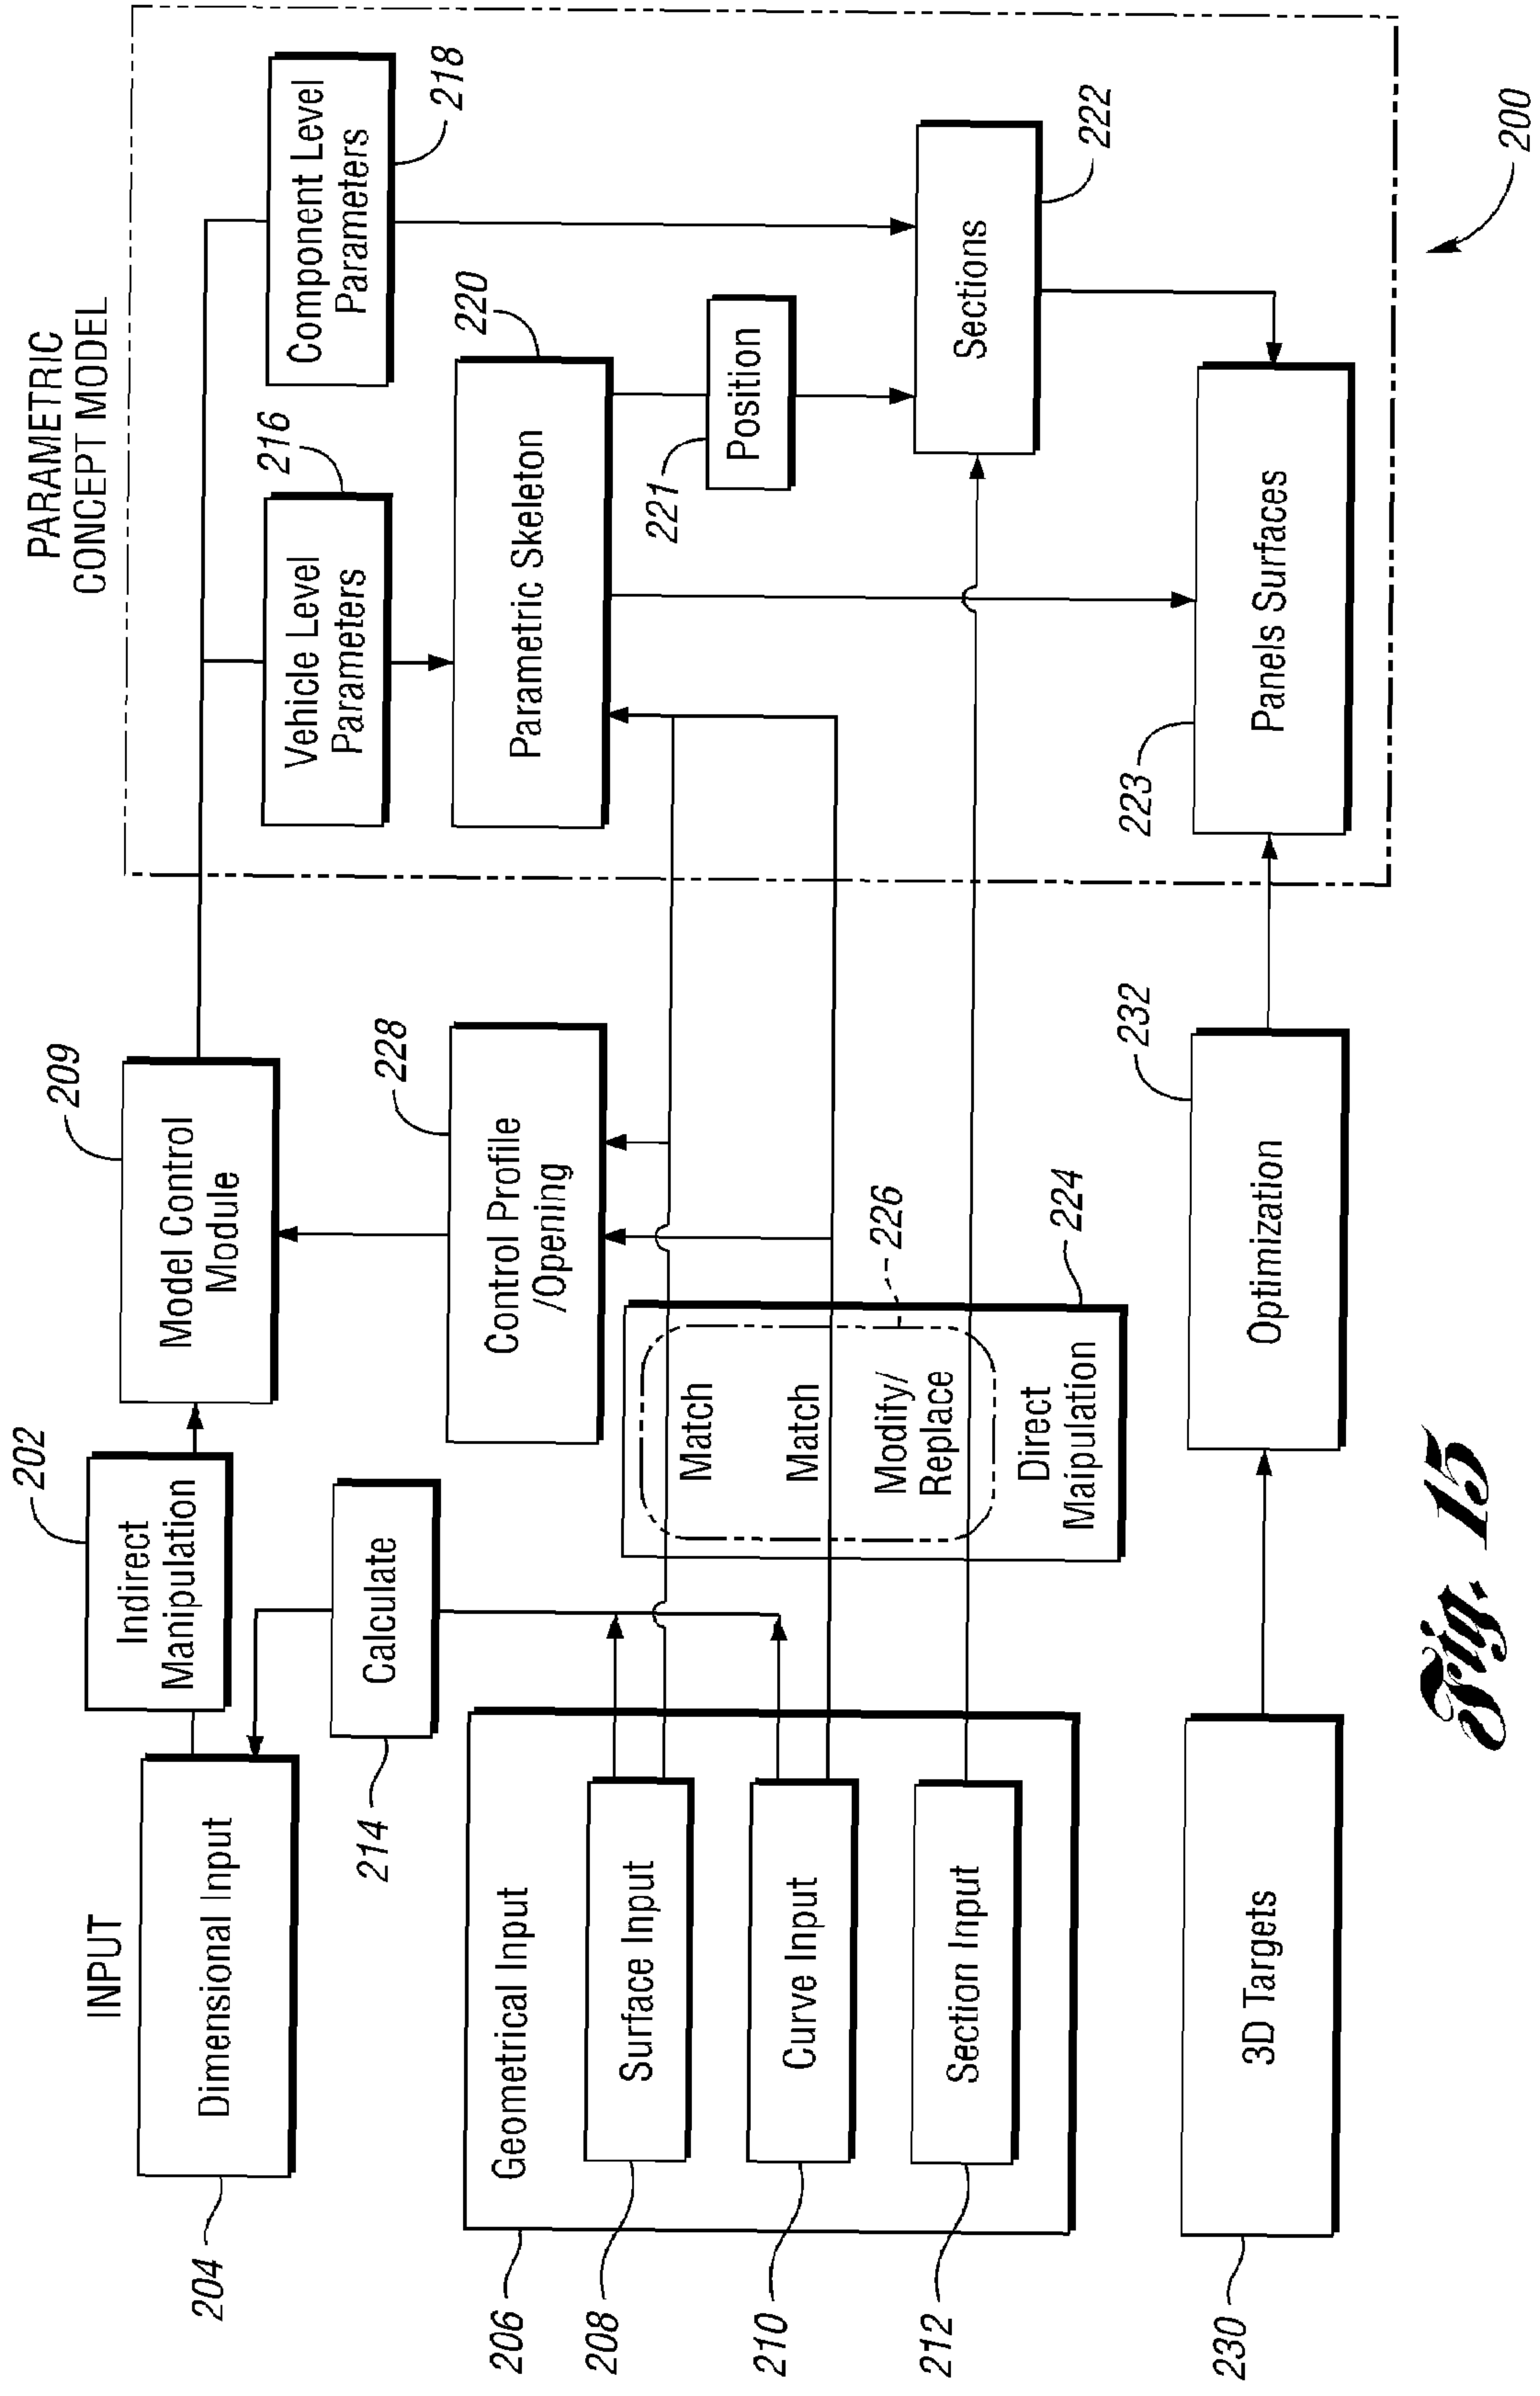 INPUT
PARAMETRIC
CONCEPT MODEL
204
Dimensional Input
202
Indirect
Manipulation
209
Model Control
Module
216
Vehicle Level
Parameters
Component Level
Parameters
218
214
Calculate
228
Control Profile
/Opening
Parametric Skeleton
220
221
Position
206
Geometrical Input
208
Surface Input
210
Curve Input
212
Section Input
Match
Match
Modify/
Replace
226
Direct
Maipulation
224
Sections
222
230
3D Targets
Optimization
232
223
Panels Surfaces
200
Fig. 15